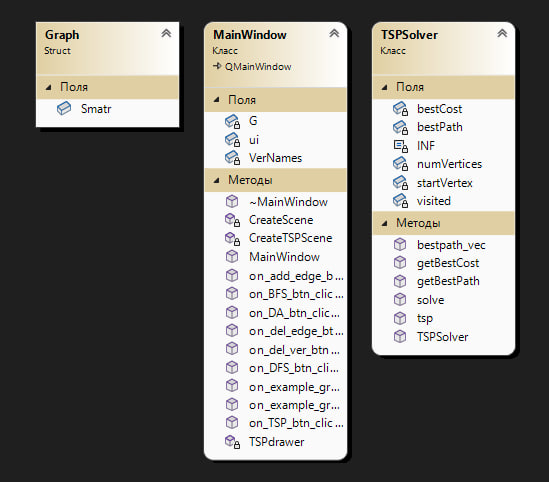 Graph
Struct
Поля
Smatr
MainWindow
Класс
QMainWindow
Поля
G
ui
VerNames
Методы
~MainWindow
CreateScene
CreateTSPScene
MainWindow
on_add_edge_b...
on_BFS_btn_clic...
on_DA_btn_clic...
on_del_edge_bt...
on_del_ver_btn...
on_DFS_btn_cli...
on_example_gr...
on_example_gr...
on_TSP_btn_clic...
TSPdrawer
TSPSolver
Класс
Поля
bestCost
bestPath
INF
numVertices
startVertex
visited
Методы
bestpath_vec
getBestCost
getBestPath
solve
tsp
TSPSolver